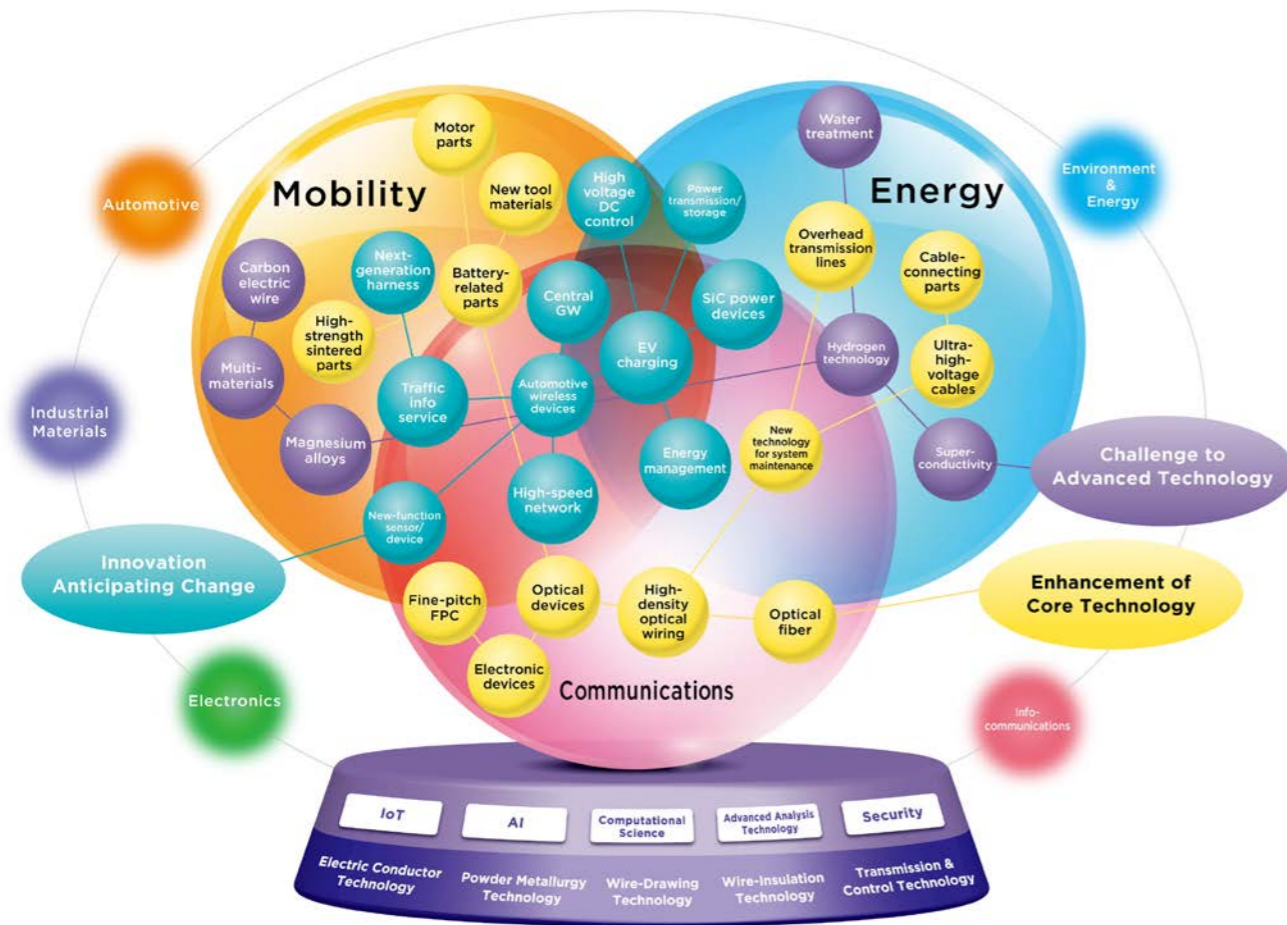 Mobility
Energy
Communications
Automotive
Industrial
Materials
Electronics
Environment
&
Energy
Info-
communications
Innovation
Anticipating Change
Challenge to
Advanced Technology
Enhancement of
Core Technology
Motor
parts
New tool
materials
High
voltage
DC
control
Power
transmission/
storage
Water
treatment
Overhead
transmission
lines
Cable-
connecting
parts
Carbon
electric
wire
Next-
generation
harness
Battery-
related
parts
Central
GW
SiC power
devices
High-
strength
sintered
parts
EV
charging
Hydrogen
technology
Ultra-
high-
voltage
cables
Multi-
materials
Traffic
info
service
Automotive
wireless
devices
Magnesium
alloys
Energy
management
New
technology
for system
maintenance
Super-
conductivity
New-function
sensor/
device
High-speed
network
Fine-pitch
FPC
Optical
devices
High-
density
optical
wiring
Optical
fiber
Electronic
devices
IoT
AI
Computational
Science
Advanced Analysis
Technology
Security
Electric Conductor
Technology
Powder Metallurgy
Technology
Wire-Drawing
Technology
Wire-Insulation
Technology
Transmission &
Control Technology